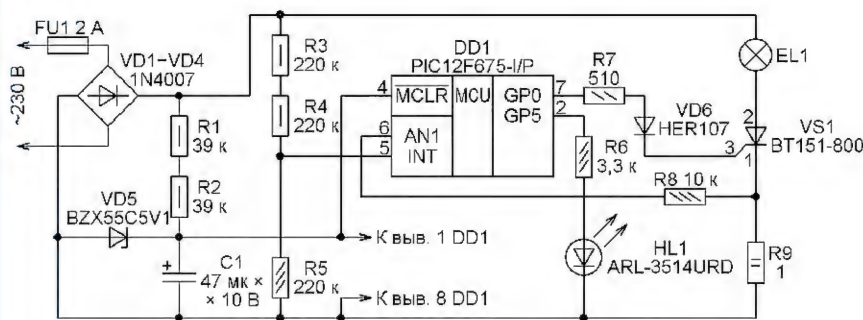 FU1 2 A
~230 В
VD1–VD4
1N4007
R1
39 к
R2
39 к
VD5
BZX55C5V1
+
C1
47 мк ×
× 10 В
R3
220 к
R4
220 к
R5
220 к
К выв. 1 DD1
К выв. 8 DD1
DD1
PIC12F675-I/P
4
6
5
MCLR
MCU
GP0
GP5
AN1
INT
7
2
R7
510
R6
3,3 к
VD6
HER107
R8 10 к
HL1
ARL-3514URD
EL1
VS1
BT151-800
2
3
1
R9
1